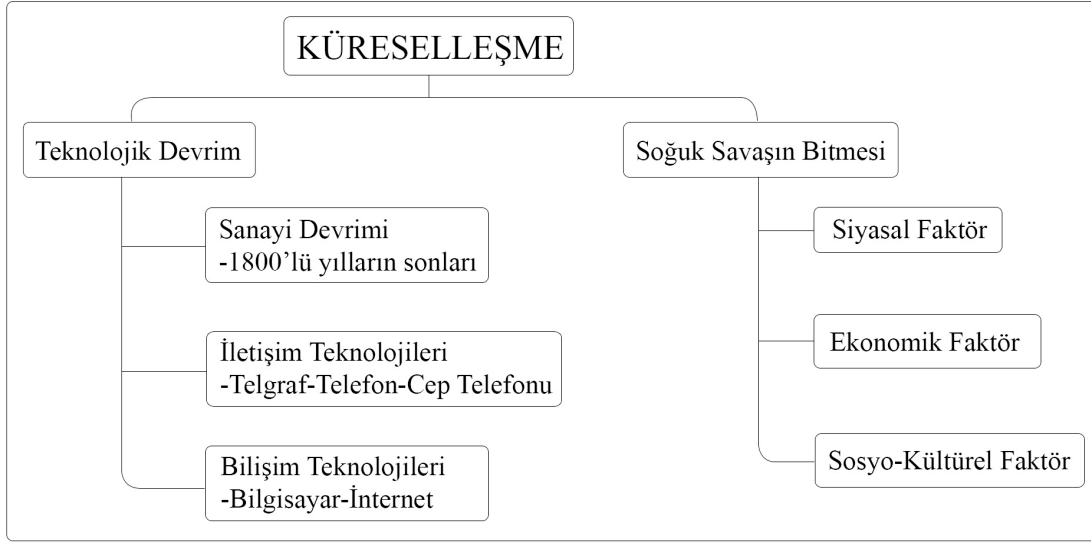 KÜRESELLEŞME
Teknolojik Devrim
Sanayi Devrimi
-1800’lü yılların sonları
İletişim Teknolojileri
-Telgraf-Telefon-Cep Telefonu
Bilişim Teknolojileri
-Bilgisayar-İnternet
Soğuk Savaşın Bitmesi
Siyasal Faktör
Ekonomik Faktör
Sosyo-Kültürel Faktör